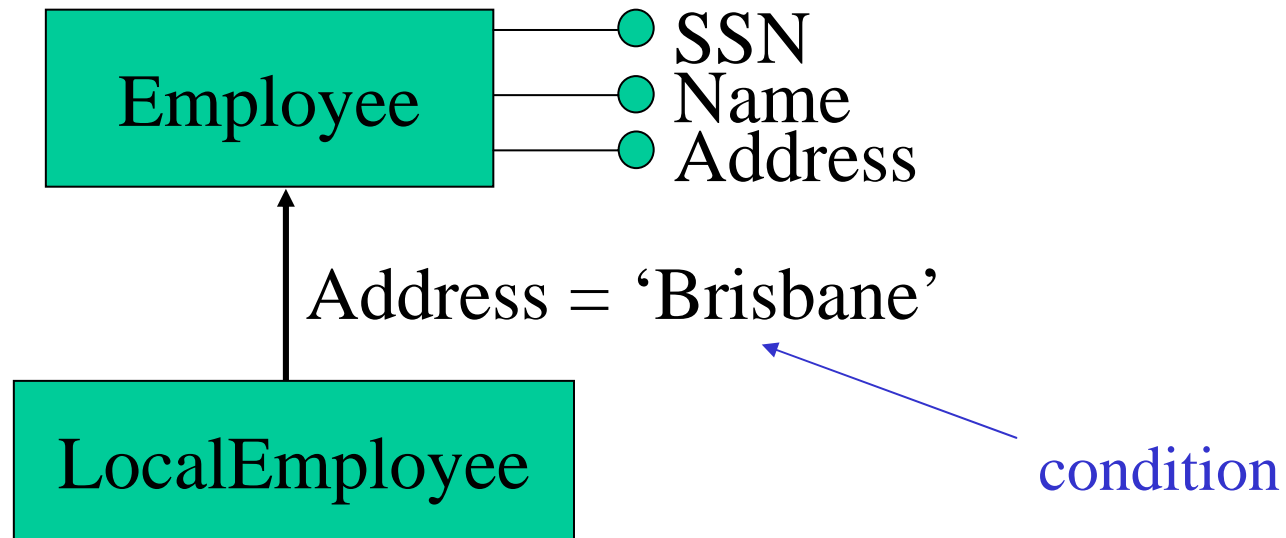 Employee
SSN
Name
Address
Address = ‘Brisbane’
LocalEmployee
condition